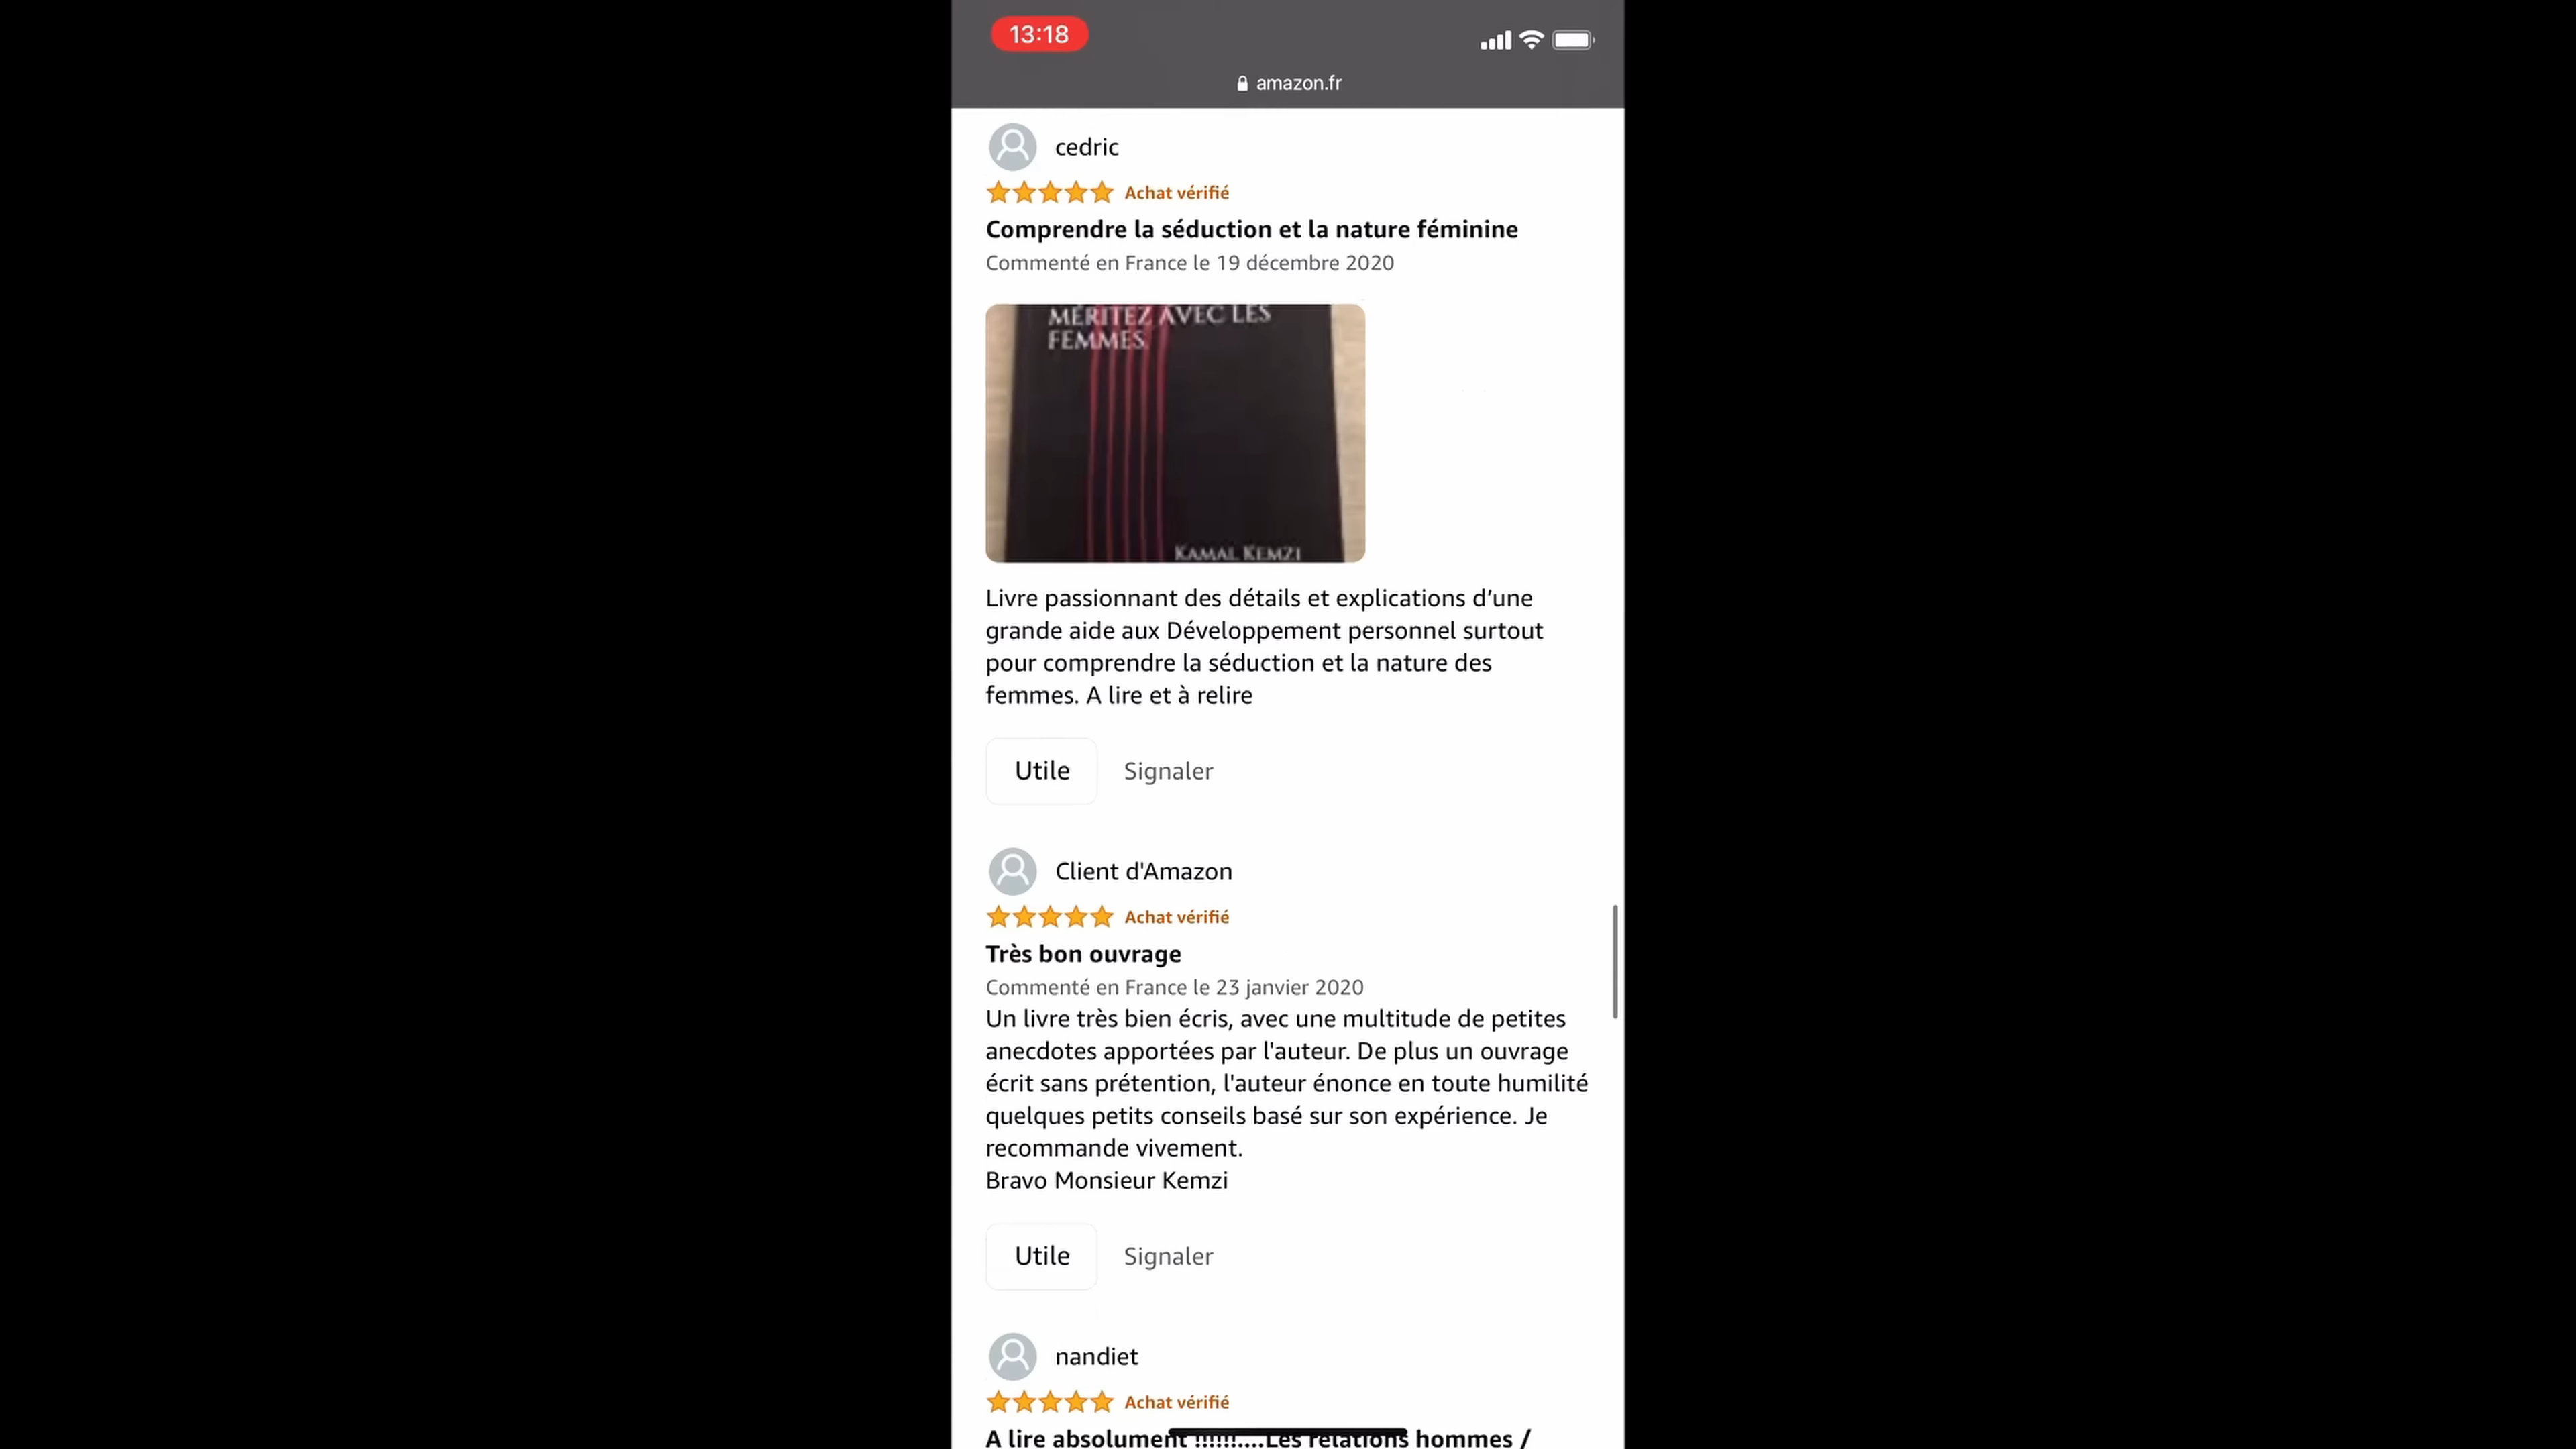 13:18
amazon.fr
cedric
Achat vérifié
Comprendre la séduction et la nature féminine
Commenté en France le 19 décembre 2020
MÉRITEZ AVEC LES
FEMMES.
KAMAL KEMZI
Livre passionnant des détails et explications d’une
grande aide aux Développement personnel surtout
pour comprendre la séduction et la nature des
femmes. A lire et à relire
Utile Signaler
Client d'Amazon
Achat vérifié
Très bon ouvrage
Commenté en France le 23 janvier 2020
Un livre très bien écris, avec une multitude de petites
anecdotes apportées par l'auteur. De plus un ouvrage
écrit sans prétention, l'auteur énonce en toute humilité
quelques petits conseils basé sur son expérience. Je
recommande vivement.
Bravo Monsieur Kemzi
Utile Signaler
nandiet
Achat vérifié
A lire absolument !!!!!!....Les relations hommes /